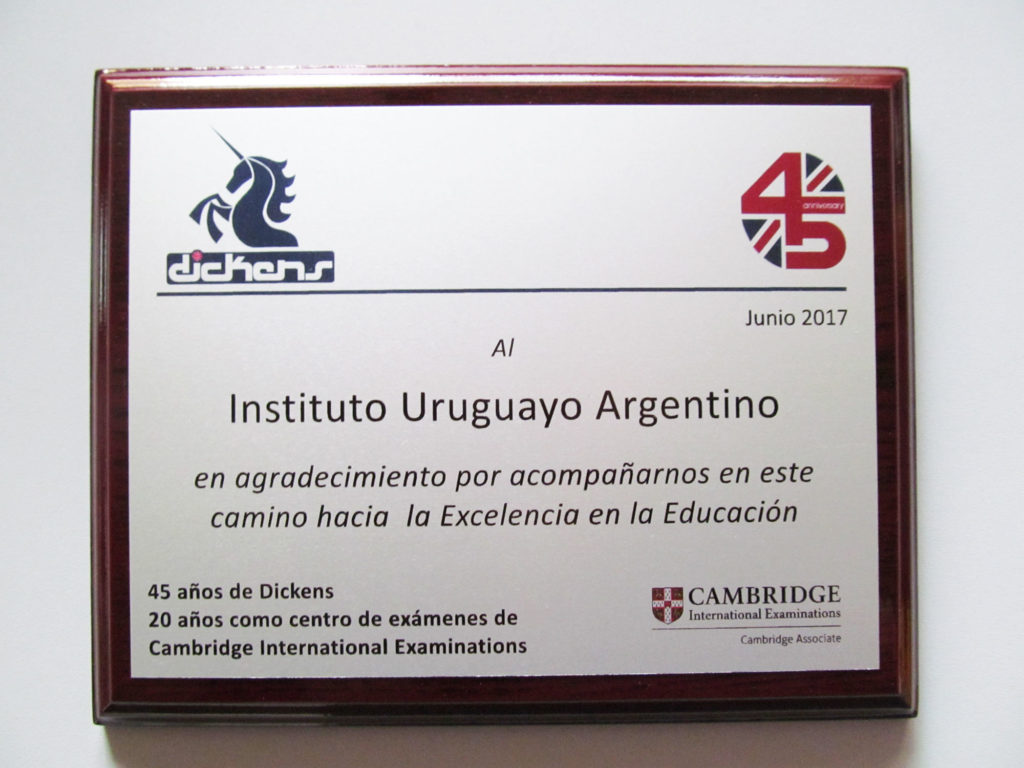 dickens
45
anniversary
Junio 2017
Al
Instituto Uruguayo Argentino
en agradecimiento por acompañarnos en este
camino hacia la Excelencia en la Educación
45 años de Dickens
20 años como centro de exámenes de
Cambridge International Examinations
CAMBRIDGE
International Examinations
Cambridge Associate